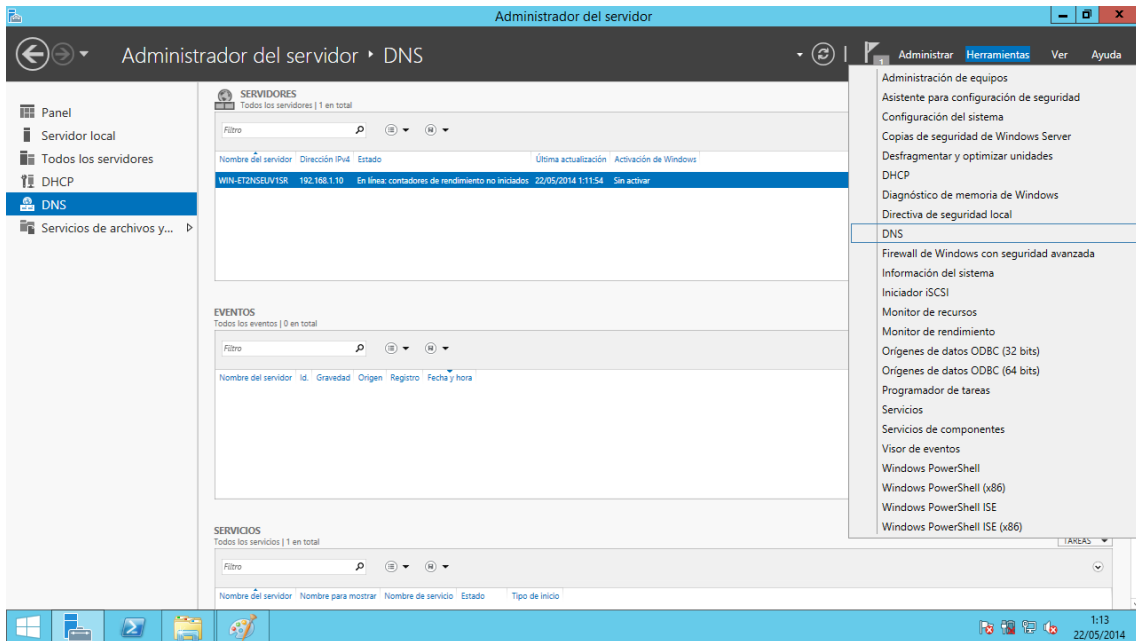 Administrador del servidor
Administrador del servidor DNS
1 Administrar Herramientas Ver Ayuda
Panel
Servidor local
Todos los servidores
DHCP
DNS
Servicios de archivos y...
SERVIDORES
Todos los servidores | 1 en total
Filtro
Nombre del servidor Dirección IPv4 Estado Última actualización Activación de Windows
WIN-ET2NSEUV1SR 192.168.1.10 En línea: contadores de rendimiento no iniciados 22/05/2014 1:11:54 Sin activar
EVENTOS
Todos los eventos | 0 en total
Filtro
Nombre del servidor Id. Gravedad Origen Registro Fecha y hora
SERVICIOS
Todos los servicios | 1 en total
TAREAS
Filtro
Nombre del servidor Nombre para mostrar Nombre de servicio Estado Tipo de inicio
Administración de equipos
Asistente para configuración de seguridad
Configuración del sistema
Copias de seguridad de Windows Server
Desfragmentar y optimizar unidades
DHCP
Diagnóstico de memoria de Windows
Directiva de seguridad local
DNS
Firewall de Windows con seguridad avanzada
Información del sistema
Iniciador iSCSI
Monitor de recursos
Monitor de rendimiento
Orígenes de datos ODBC (32 bits)
Orígenes de datos ODBC (64 bits)
Programador de tareas
Servicios
Servicios de componentes
Visor de eventos
Windows PowerShell
Windows PowerShell (x86)
Windows PowerShell ISE
Windows PowerShell ISE (x86)
1:13
22/05/2014